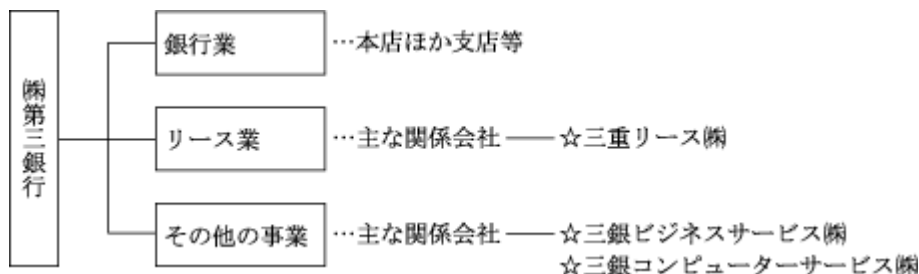 ㈱第三銀行
銀行業 …本店ほか支店等
リース業 …主な関係会社 ── ☆三重リース㈱
その他の事業 …主な関係会社 ── ☆三銀ビジネスサービス㈱
☆三銀コンピューターサービス㈱